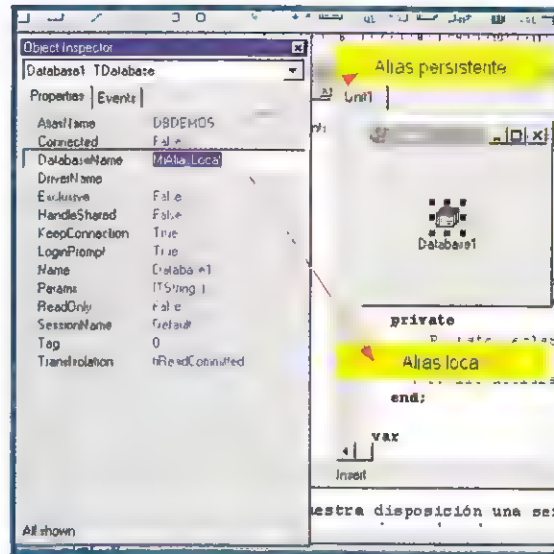 Object Inspector
Database1: TDatabase
Properties Events
AliasName DBDEMOS
Connected False
DatabaseName MiAlias_Local
DriverName
Exclusive False
HandleShared False
KeepConnection True
LoginPrompt True
Name Database1
Params (TStrings)
ReadOnly False
SessionName Default
Tag 0
TransIsolation tiReadCommitted
All shown
Alias persistente
Unit1
Database1
private
Alias loca
end;
var
Insert
uestra disposición una se